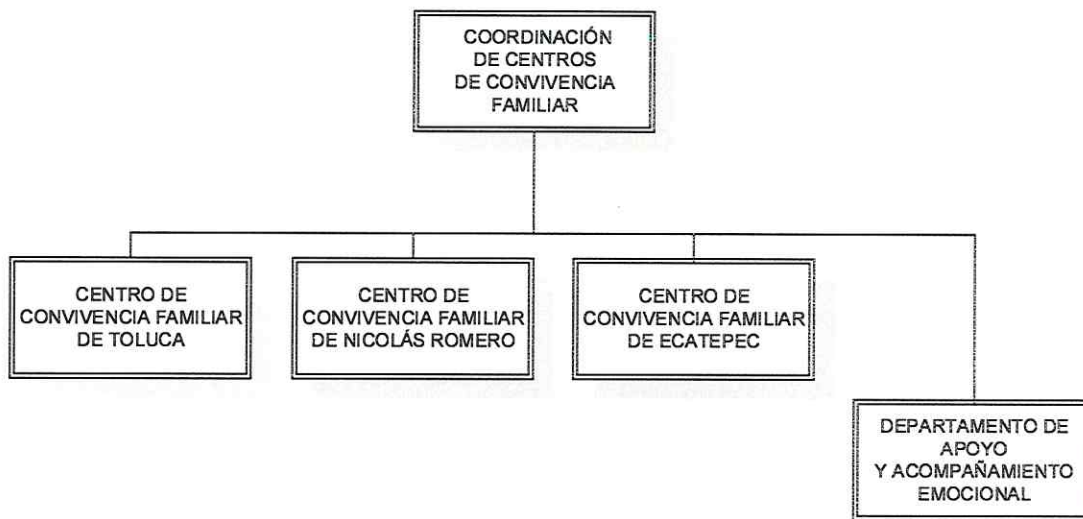 COORDINACIÓN
DE CENTROS
DE CONVIVENCIA
FAMILIAR
CENTRO DE
CONVIVENCIA FAMILIAR
DE TOLUCA
CENTRO DE
CONVIVENCIA FAMILIAR
DE NICOLÁS ROMERO
CENTRO DE
CONVIVENCIA FAMILIAR
DE ECATEPEC
DEPARTAMENTO DE
APOYO
Y ACOMPAÑAMIENTO
EMOCIONAL